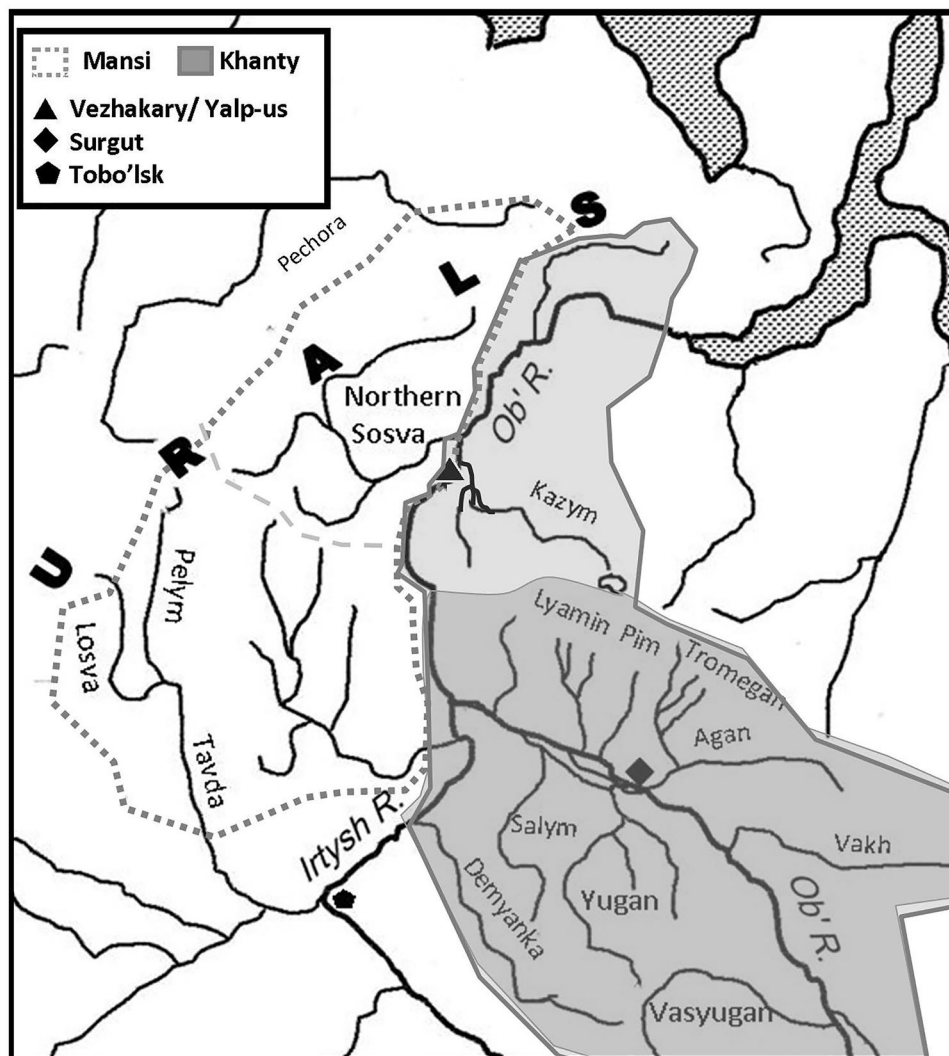 Mansi Khanty
Vezhakary/ Yalp-us
Surgut
Tobo'lsk
S
Pechora
L
A
Northern
Sosva
Ob' R.
R
Kazym
U
Pelym
Losva
Lyamin Pim
Tromegan
Agan
Tavda
Irtysh R.
Salym
Vakh
Demyanka
Yugan
Ob' R.
Vasyugan